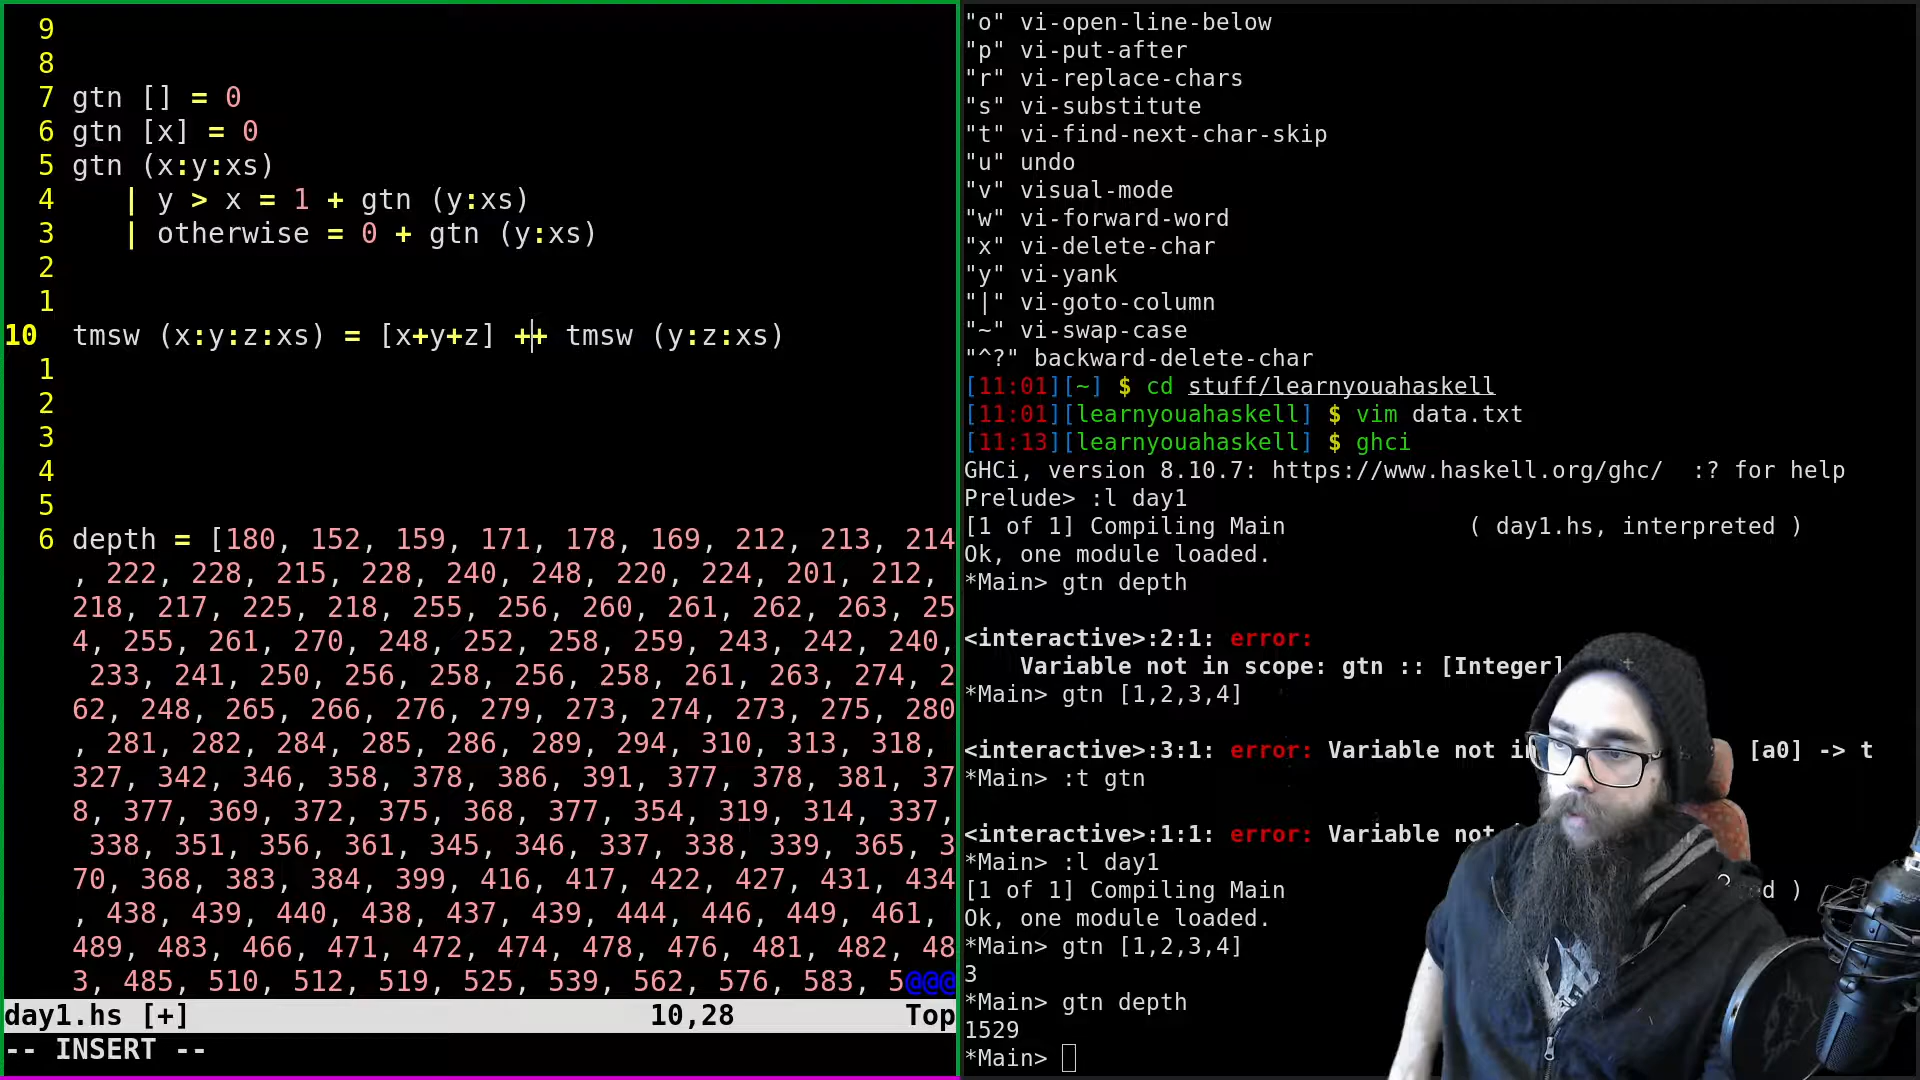 9
8
7 gtn [] = 0
6 gtn [x] = 0
5 gtn (x:y:xs)
4    | y > x = 1 + gtn (y:xs)
3    | otherwise = 0 + gtn (y:xs)
2
1
10 tmsw (x:y:z:xs) = [x+y+z] ++ tmsw (y:z:xs)
1
2
3
4
5
6 depth = [180, 152, 159, 171, 178, 169, 212, 213, 214
, 222, 228, 215, 228, 240, 248, 220, 224, 201, 212,
218, 217, 225, 218, 255, 256, 260, 261, 262, 263, 25
4, 255, 261, 270, 248, 252, 258, 259, 243, 242, 240,
233, 241, 250, 256, 258, 256, 258, 261, 263, 274, 2
62, 248, 265, 266, 276, 279, 273, 274, 273, 275, 280
, 281, 282, 284, 285, 286, 289, 294, 310, 313, 318,
327, 342, 346, 358, 378, 386, 391, 377, 378, 381, 37
8, 377, 369, 372, 375, 368, 377, 354, 319, 314, 337,
338, 351, 356, 361, 345, 346, 337, 338, 339, 365, 3
70, 368, 383, 384, 399, 416, 417, 422, 427, 431, 434
, 438, 439, 440, 438, 437, 439, 444, 446, 449, 461,
489, 483, 466, 471, 472, 474, 478, 476, 481, 482, 48
3, 485, 510, 512, 519, 525, 539, 562, 576, 583, 5@@@
day1.hs [+] 10,28 Top
-- INSERT --
"o" vi-open-line-below
"p" vi-put-after
"r" vi-replace-chars
"s" vi-substitute
"t" vi-find-next-char-skip
"u" undo
"v" visual-mode
"w" vi-forward-word
"x" vi-delete-char
"y" vi-yank
"|" vi-goto-column
"~" vi-swap-case
"^?" backward-delete-char
[11:01][~] $ cd stuff/learnyouahaskell
[11:01][learnyouahaskell] $ vim data.txt
[11:13][learnyouahaskell] $ ghci
GHCi, version 8.10.7: https://www.haskell.org/ghc/  :? for help
Prelude> :l day1
[1 of 1] Compiling Main             ( day1.hs, interpreted )
Ok, one module loaded.
*Main> gtn depth
<interactive>:2:1: error:
    Variable not in scope: gtn :: [Integer]
*Main> gtn [1,2,3,4]
<interactive>:3:1: error: Variable not [a0] -> t
*Main> :t gtn
<interactive>:1:1: error: Variable not
*Main> :l day1
[1 of 1] Compiling Main )
Ok, one module loaded.
*Main> gtn [1,2,3,4]
3
*Main> gtn depth
1529
*Main>